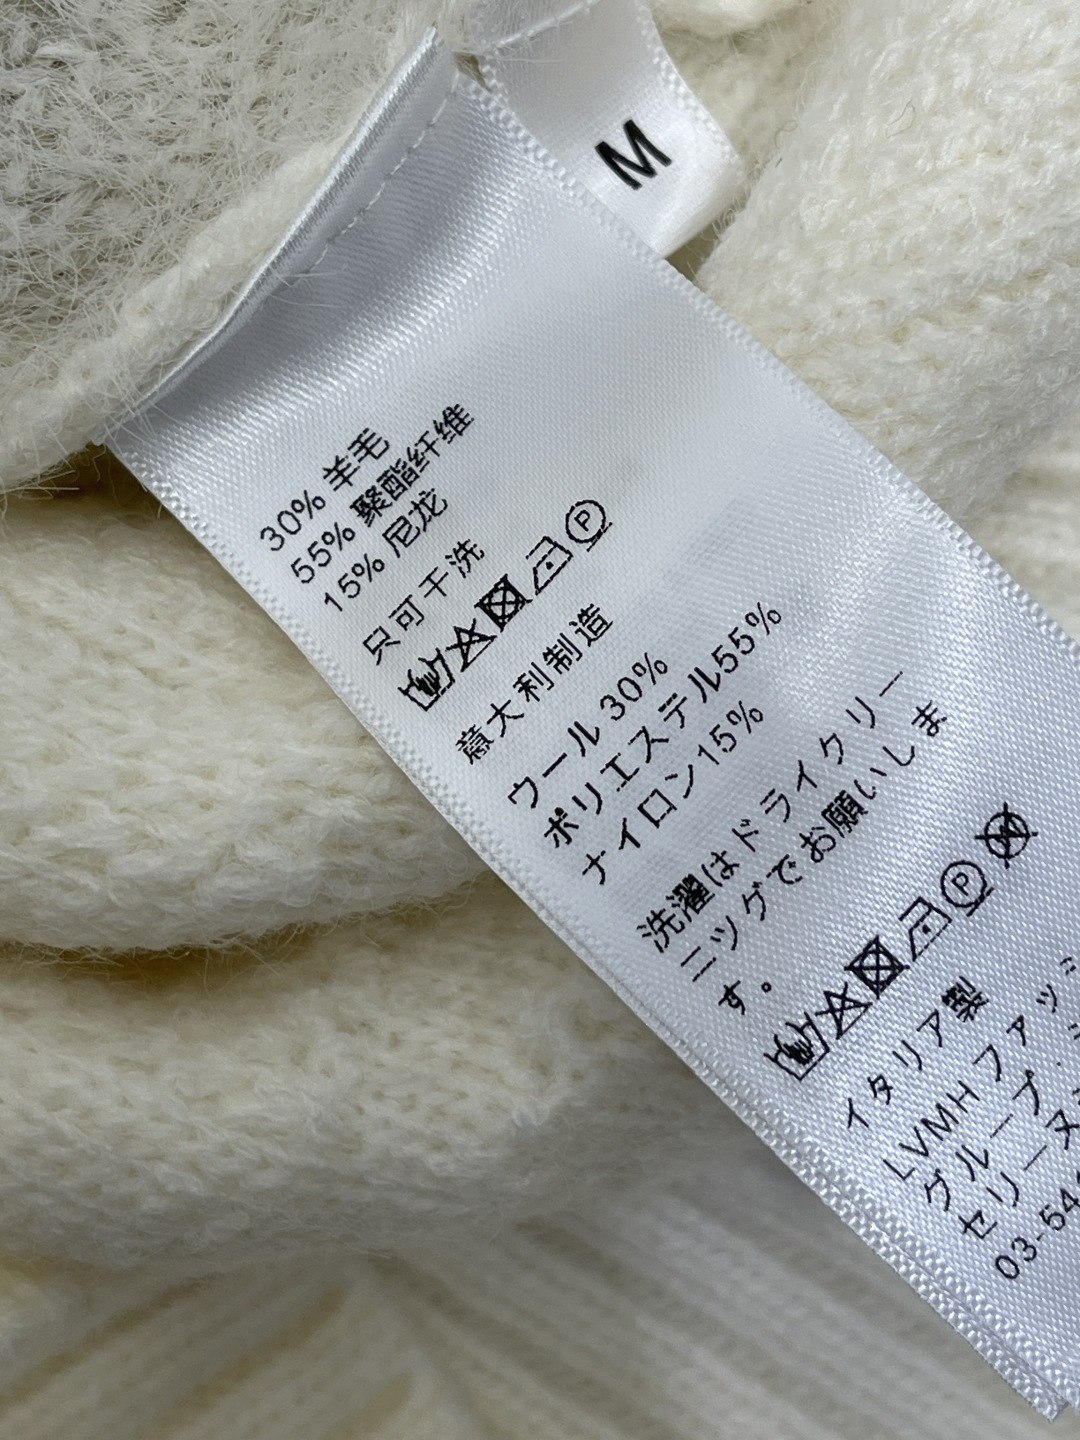 M
30% 羊毛
55% 聚酯纤维
15% 尼龙
只可干洗
P
意大利制造
ウール 30%
ポリエステル55%
ナイロン15%
洗濯はドライクリー
ニツグでお願いしま
す。
P
イタリア製
LVMH ファッ
グループ
セリーヌ
03-54